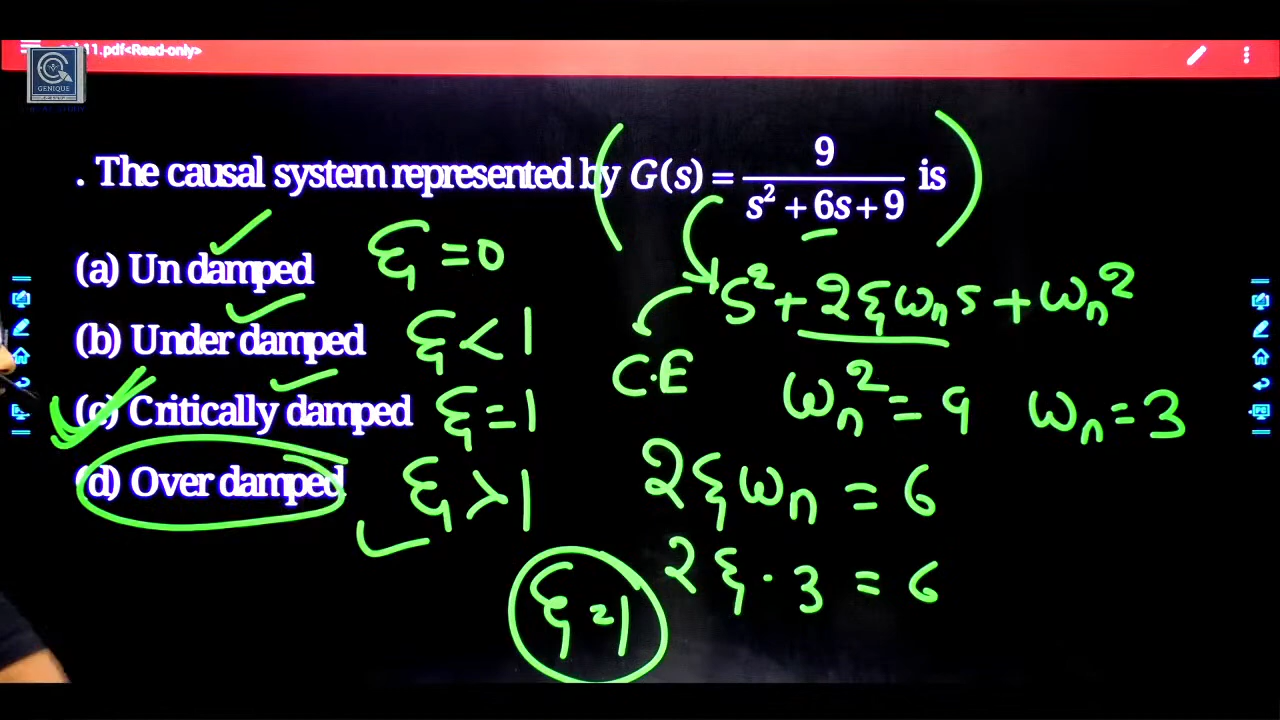 11.pdf<Read-only>
GENIQUE
. The causal system represented by G(s) = 9 / (s² + 6s + 9) is
(a) Un damped ξ = 0
(b) Under damped ξ < 1
(c) Critically damped ξ = 1
(d) Over damped ξ > 1
S² + 2ξωₙs + ωₙ²
C.E
ωₙ² = 9 ωₙ = 3
2ξωₙ = 6
2ξ · 3 = 6
ξ = 1